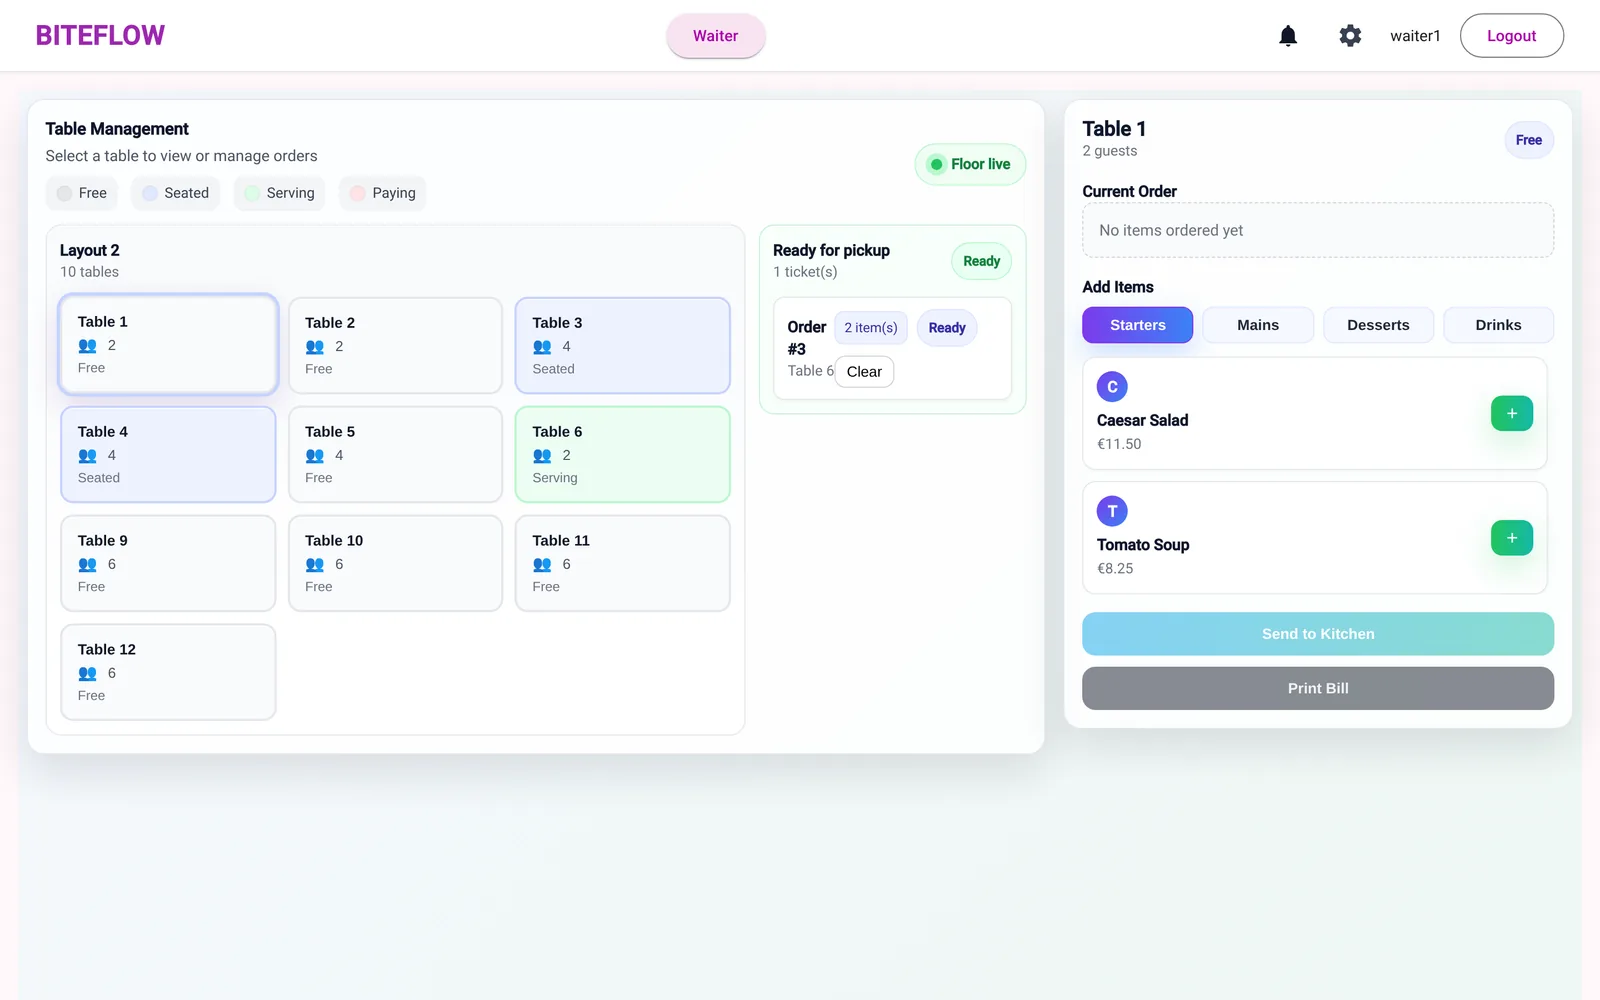 BITEFLOW
Waiter
waiter1
Logout
Table Management
Select a table to view or manage orders
Floor live
Free
Seated
Serving
Paying
Layout 2
10 tables
Table 1
2
Free
Table 2
2
Free
Table 3
4
Seated
Table 4
4
Seated
Table 5
4
Free
Table 6
2
Serving
Table 9
6
Free
Table 10
6
Free
Table 11
6
Free
Table 12
6
Free
Ready for pickup
1 ticket(s)
Ready
Order #3
2 item(s)
Ready
Table 6
Clear
Table 1
2 guests
Free
Current Order
No items ordered yet
Add Items
Starters
Mains
Desserts
Drinks
C
Caesar Salad
€11.50
+
T
Tomato Soup
€8.25
+
Send to Kitchen
Print Bill